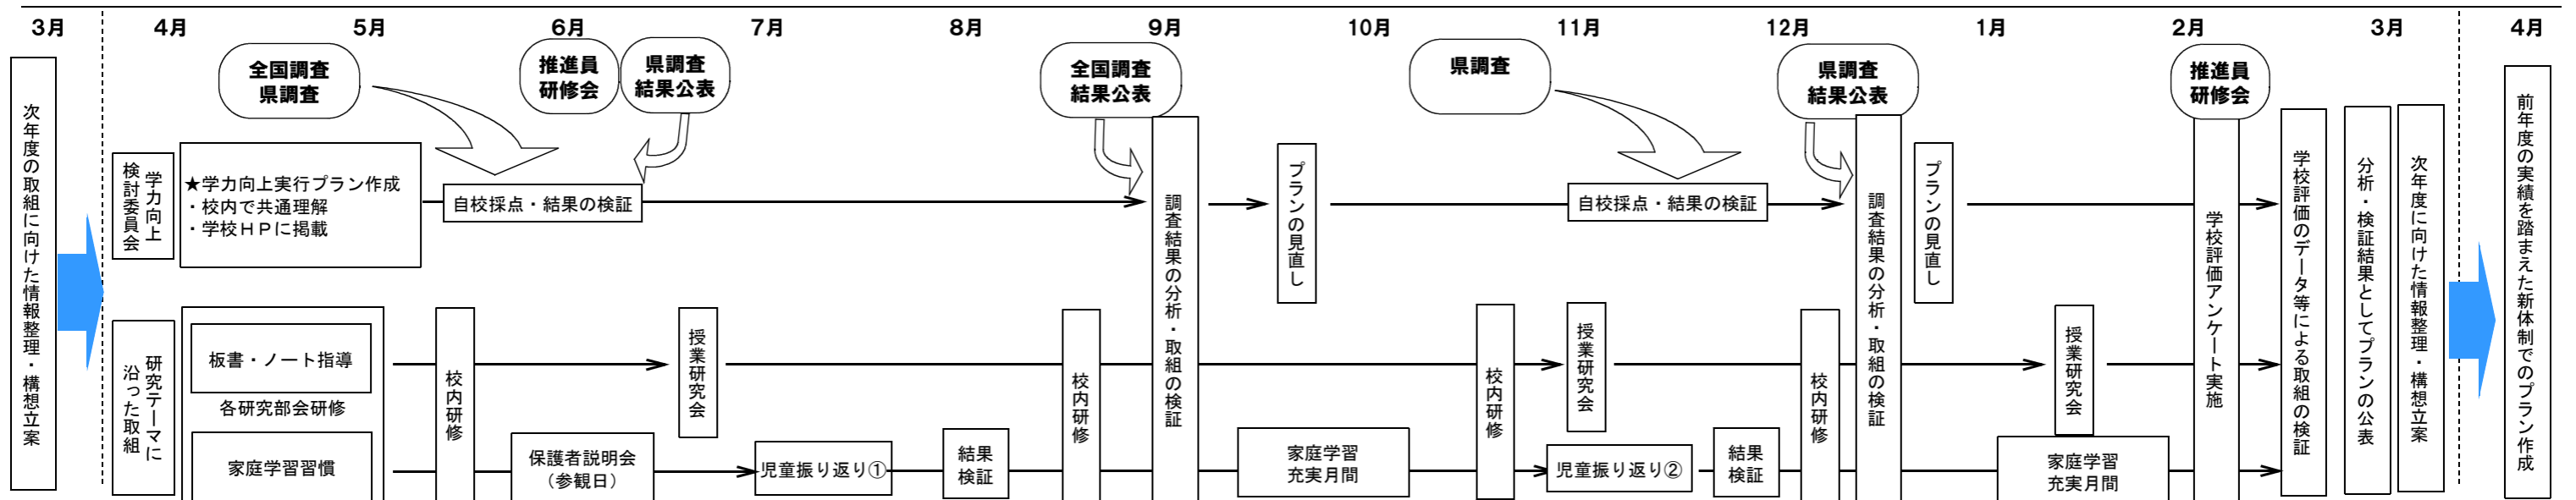 3月
4月
5月
6月
7月
8月
9月
10月
11月
12月
1月
2月
3月
4月
全国調査
県調査
推進員
研修会
県調査
結果公表
全国調査
結果公表
県調査
県調査
結果公表
推進員
研修会
次年度の取組に向けた情報整理・構想立案
学力向上
検討委員会
★学力向上実行プラン作成
・校内で共通理解
・学校ＨＰに掲載
自校採点・結果の検証
調査結果の分析・取組の検証
プランの見直し
自校採点・結果の検証
調査結果の分析・取組の検証
プランの見直し
学校評価アンケート実施
学校評価のデータ等による取組の検証
分析・検証結果としてプランの公表
次年度に向けた情報整理・構想立案
前年度の実績を踏まえた新体制でのプラン作成
研究テーマに
沿った取組
板書・ノート指導
各研究部会研修
家庭学習習慣
校内研修
授業研究会
校内研修
校内研修
授業研究会
校内研修
授業研究会
保護者説明会
（参観日）
児童振り返り①
結果
検証
家庭学習
充実月間
児童振り返り②
結果
検証
家庭学習
充実月間